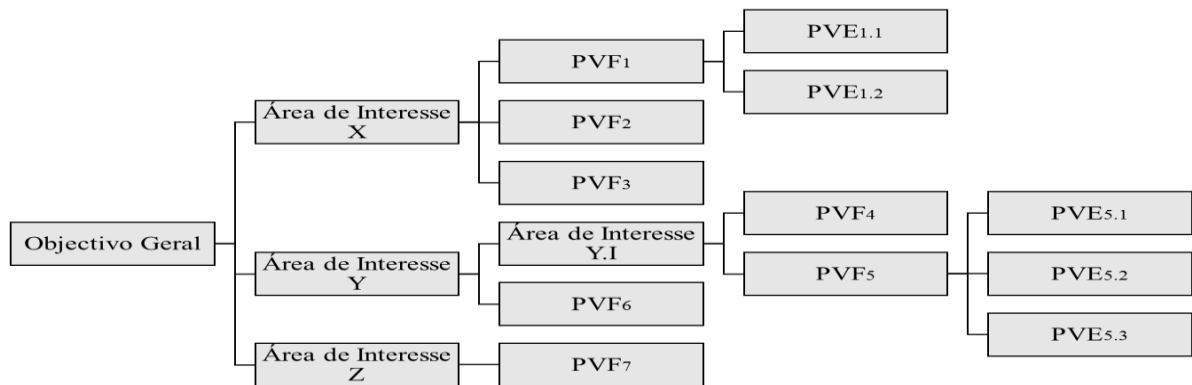 Objectivo Geral
Área de Interesse
X
PVF1
PVE1.1
PVE1.2
PVF2
PVF3
Área de Interesse
Y
Área de Interesse
Y.I
PVF4
PVF5
PVE5.1
PVE5.2
PVE5.3
PVF6
Área de Interesse
Z
PVF7